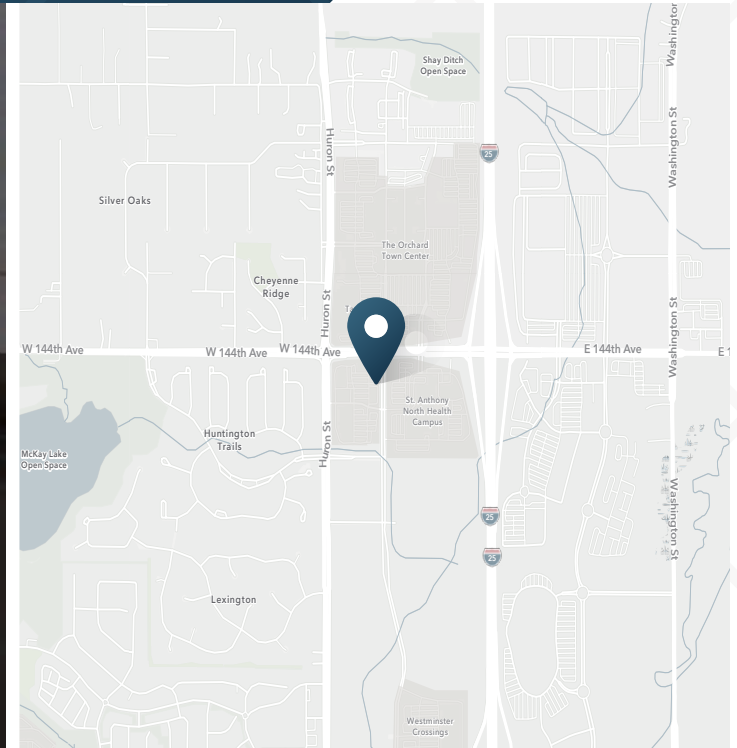 Washington
Shay Ditch
Open Space
Huron St
25
Washington St
Silver Oaks
The Orchard
Town Center
Cheyenne
Ridge
Huron St
Washington St
W 144th Ave
W 144th Ave
W 144th Ave
E 144th Ave
St. Anthony
North Health
Campus
Huntington
Trails
Huron St
McKay Lake
Open Space
Washington St
25
25
Lexington
Westminster
Crossings